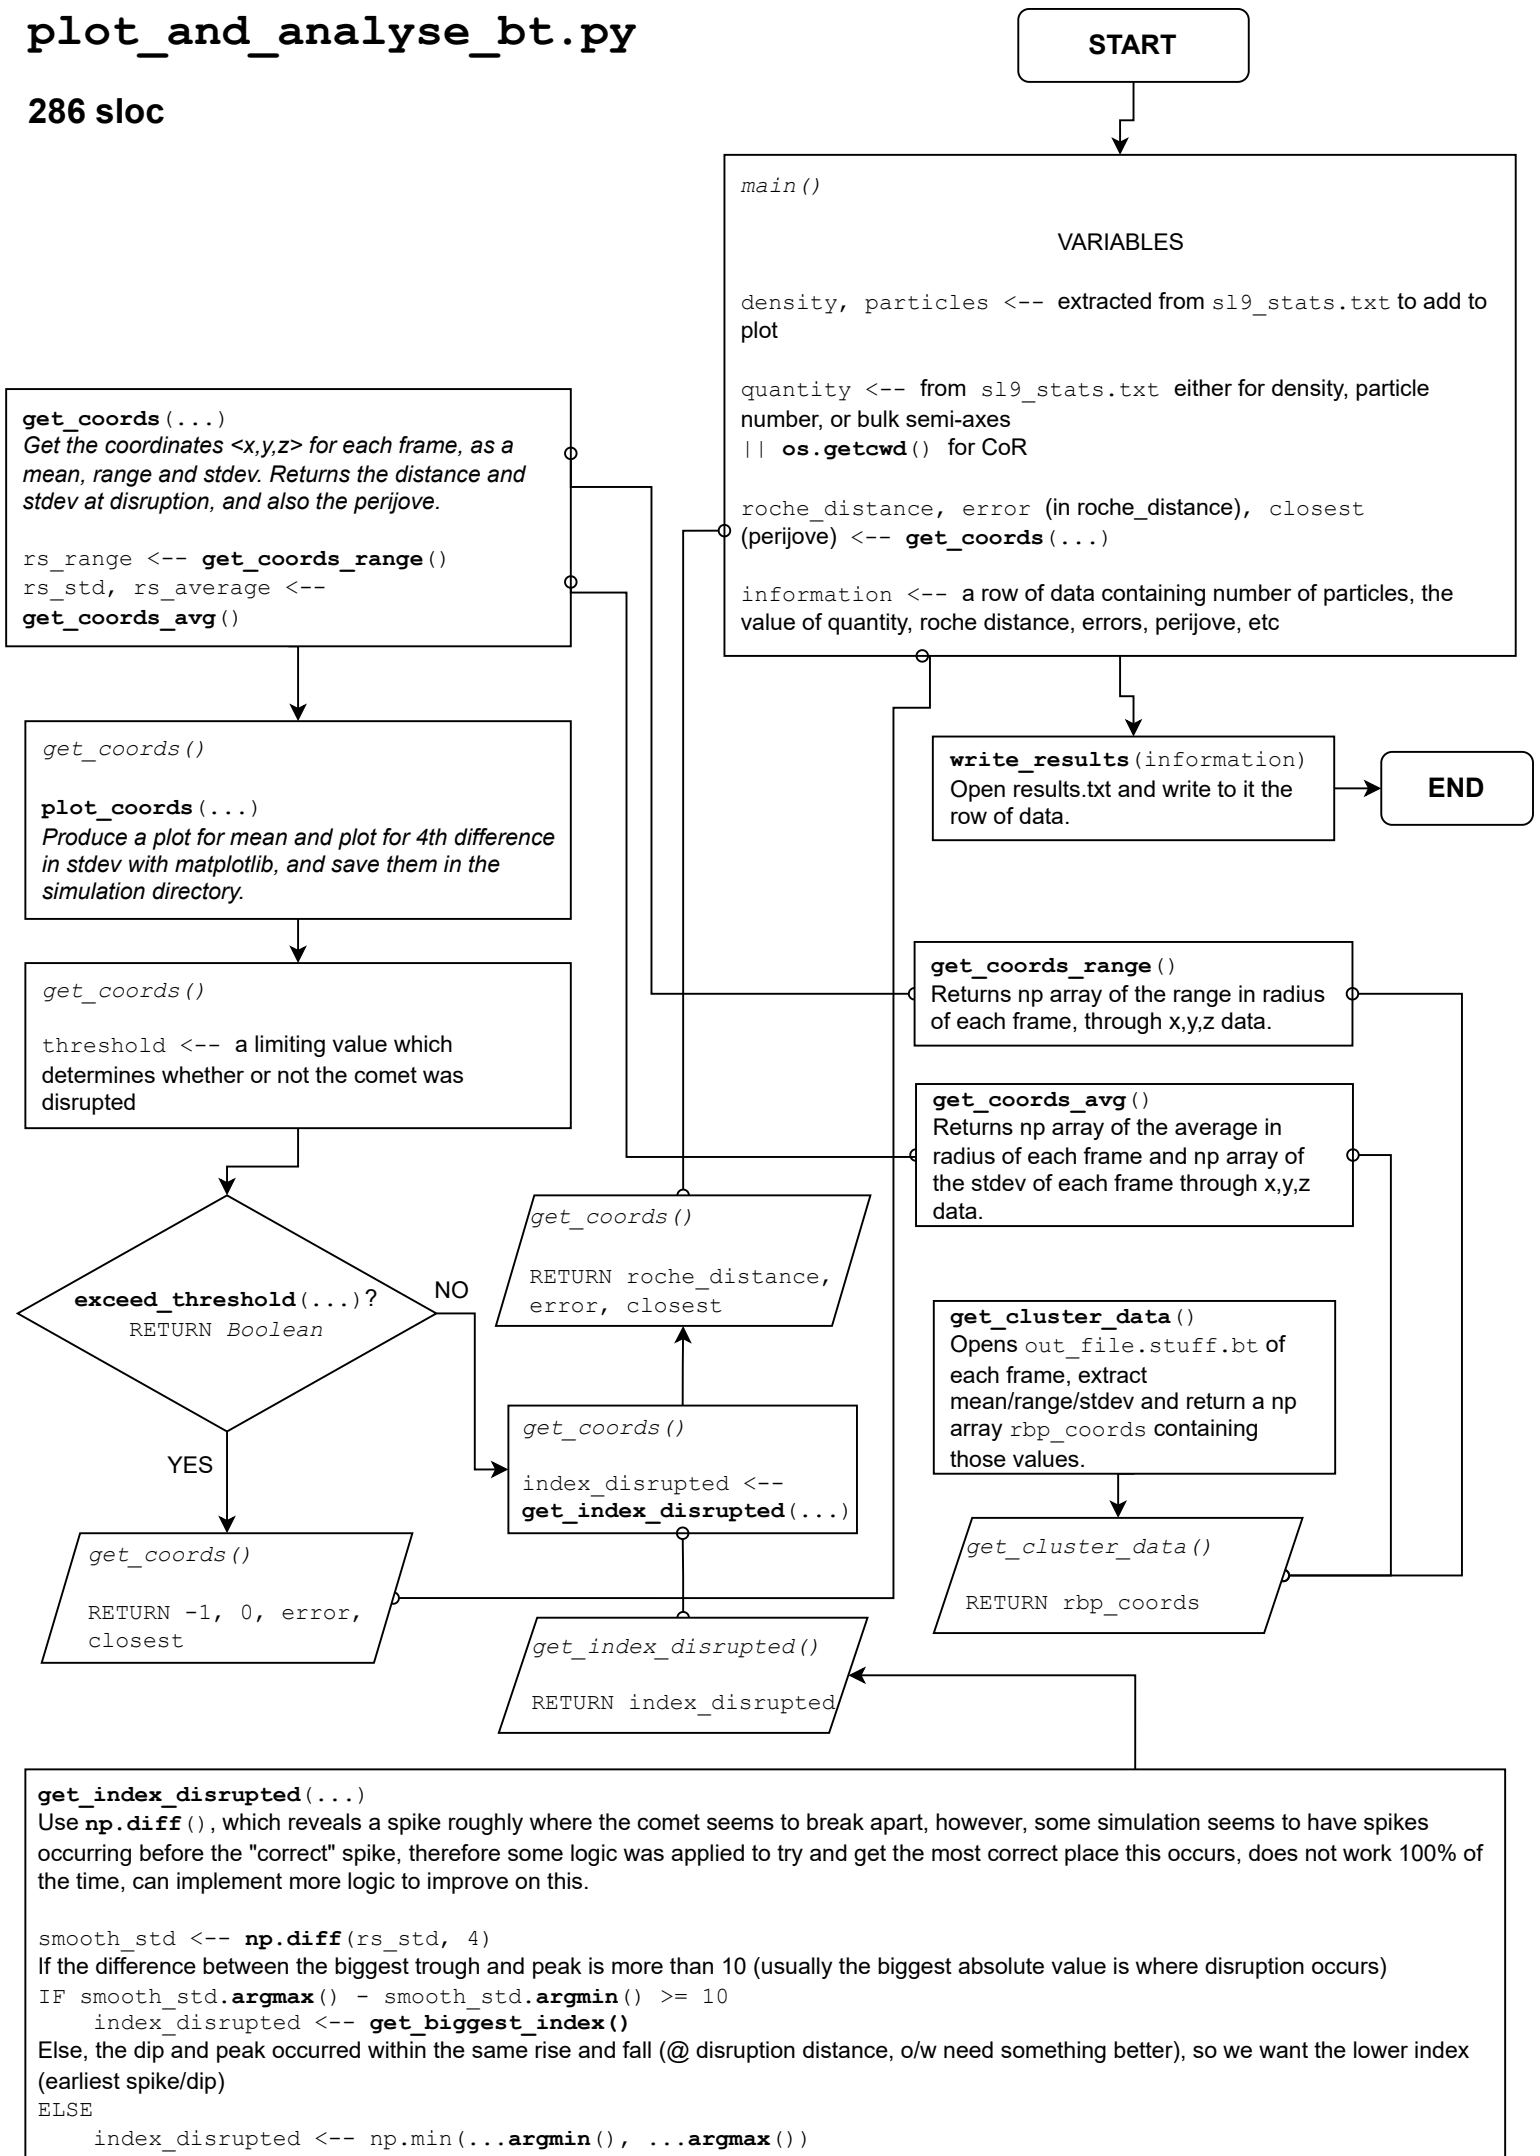 plot_and_analyse_bt.py
286 sloc
START
main()
VARIABLES
density, particles <-- extracted from sl9_stats.txt to add to
plot
quantity <-- from sl9_stats.txt either for density, particle
number, or bulk semi-axes
|| os.getcwd() for CoR
roche_distance, error (in roche_distance), closest
(perijove) <-- get_coords(...)
information <-- a row of data containing number of particles, the
value of quantity, roche distance, errors, perijove, etc
get_coords(...)
Get the coordinates <x,y,z> for each frame, as a
mean, range and stdev. Returns the distance and
stdev at disruption, and also the perijove.
rs_range <-- get_coords_range()
rs_std, rs_average <--
get_coords_avg()
get_coords()
plot_coords(...)
Produce a plot for mean and plot for 4th difference
in stdev with matplotlib, and save them in the
simulation directory.
write_results(information)
Open results.txt and write to it the
row of data.
END
get_coords()
threshold <-- a limiting value which
determines whether or not the comet was
disrupted
get_coords_range()
Returns np array of the range in radius
of each frame, through x,y,z data.
get_coords_avg()
Returns np array of the average in
radius of each frame and np array of
the stdev of each frame through x,y,z
data.
exceed_threshold(...)?
RETURN Boolean
NO
YES
get_coords()
RETURN roche_distance,
error, closest
get_cluster_data()
Opens out_file.stuff.bt of
each frame, extract
mean/range/stdev and return a np
array rbp_coords containing
those values.
get_coords()
index_disrupted <--
get_index_disrupted(...)
get_coords()
RETURN -1, 0, error,
closest
get_cluster_data()
RETURN rbp_coords
get_index_disrupted()
RETURN index_disrupted
get_index_disrupted(...)
Use np.diff(), which reveals a spike roughly where the comet seems to break apart, however, some simulation seems to have spikes
occurring before the "correct" spike, therefore some logic was applied to try and get the most correct place this occurs, does not work 100% of
the time, can implement more logic to improve on this.
smooth_std <-- np.diff(rs_std, 4)
If the difference between the biggest trough and peak is more than 10 (usually the biggest absolute value is where disruption occurs)
IF smooth_std.argmax() - smooth_std.argmin() >= 10
index_disrupted <-- get_biggest_index()
Else, the dip and peak occurred within the same rise and fall (@ disruption distance, o/w need something better), so we want the lower index
(earliest spike/dip)
ELSE
index_disrupted <-- np.min(...argmin(), ...argmax())